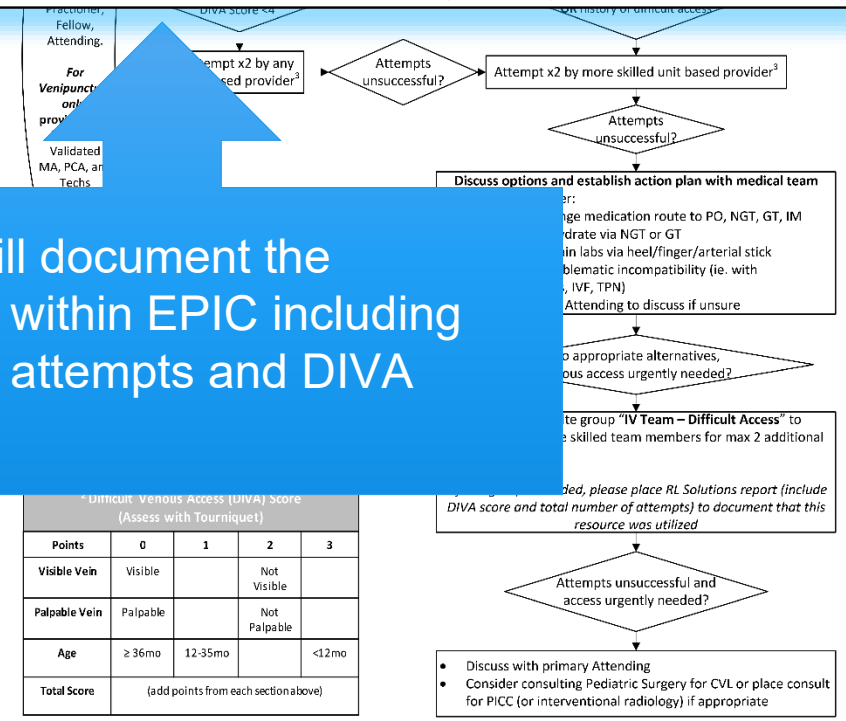 Practitioner,
Fellow,
Attending.
For
Venipunct
only
prov
Validated
MA, PCA, an
Techs
DIVA Score <4
OR history of difficult access
empt x2 by any
sed provider³
Attempts
unsuccessful?
Attempt x2 by more skilled unit based provider³
Attempts
unsuccessful?
Discuss options and establish action plan with medical team
er:
nge medication route to PO, NGT, GT, IM
drate via NGT or GT
in labs via heel/finger/arterial stick
blematic incompatibility (ie. with
, IVF, TPN)
Attending to discuss if unsure
ill document the
within EPIC including
attempts and DIVA
o appropriate alternatives,
ous access urgently needed?
ite group "IV Team – Difficult Access" to
e skilled team members for max 2 additional
ded, please place RL Solutions report (include
DIVA score and total number of attempts) to document that this
resource was utilized
Attempts unsuccessful and
access urgently needed?
• Discuss with primary Attending
• Consider consulting Pediatric Surgery for CVL or place consult
for PICC (or interventional radiology) if appropriate
² Difficult Venous Access (DIVA) Score
(Assess with Tourniquet)
Points 0 1 2 3
Visible Vein Visible Not
Visible
Palpable Vein Palpable Not
Palpable
Age ≥ 36mo 12-35mo <12mo
Total Score (add points from each section above)